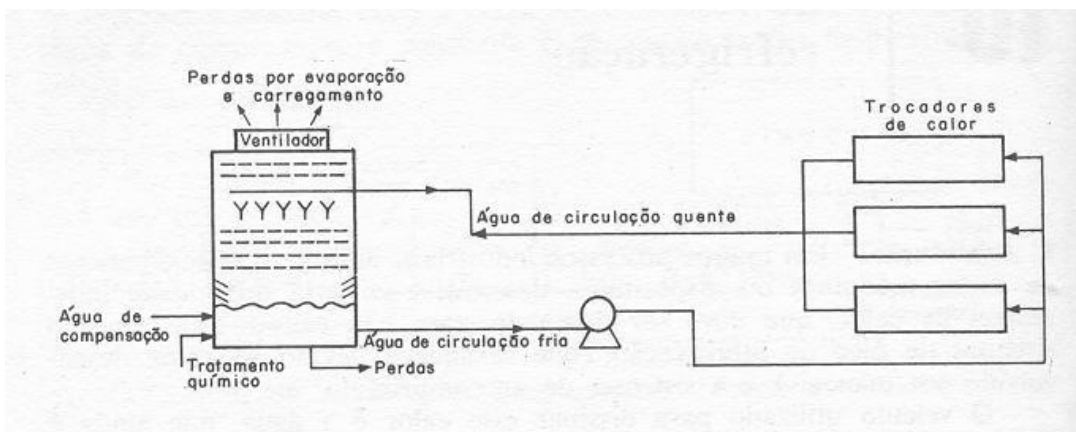 refrigeração
Perdas por evaporação
e carregamento
Ventilador
Trocadores
de calor
Água de circulação quente
Água de
compensação
Água de circulação fria
Tratamento
químico
Perdas